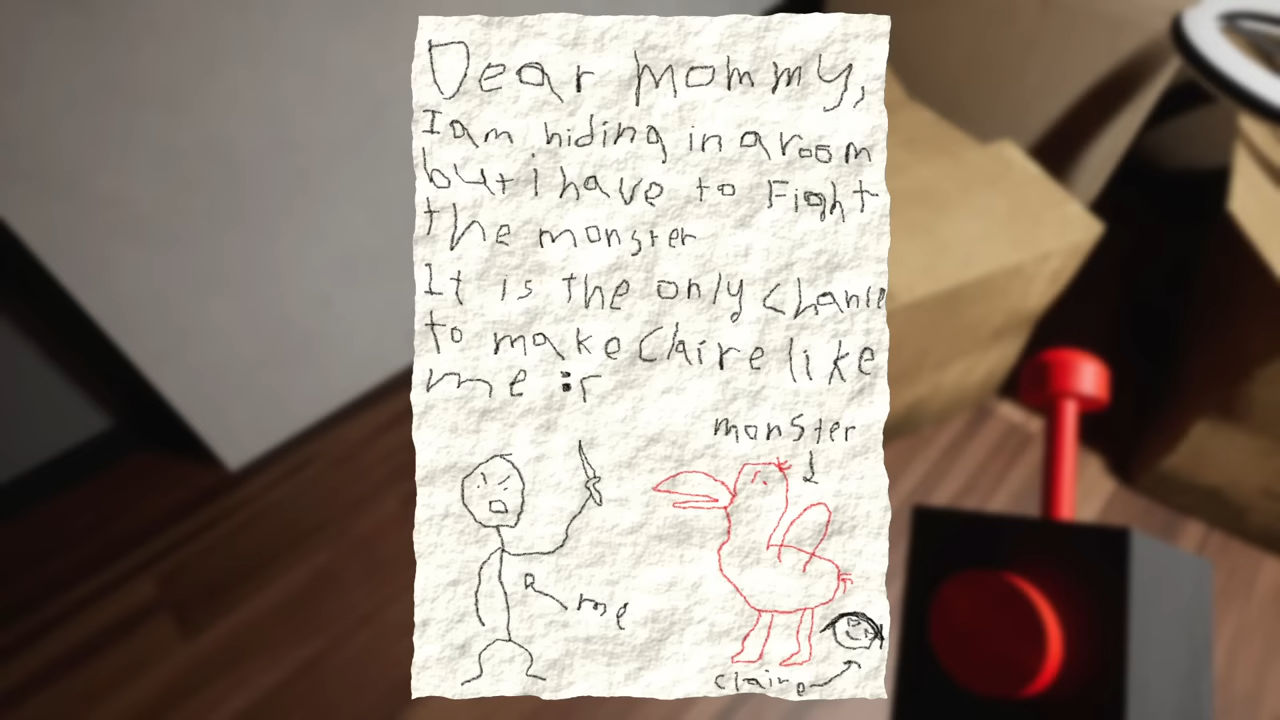 Dear Mommy,
I am hiding in a room
but i have to Fight
the monster
It is the only chance
to make Claire like
me :r
monster
me
Claire